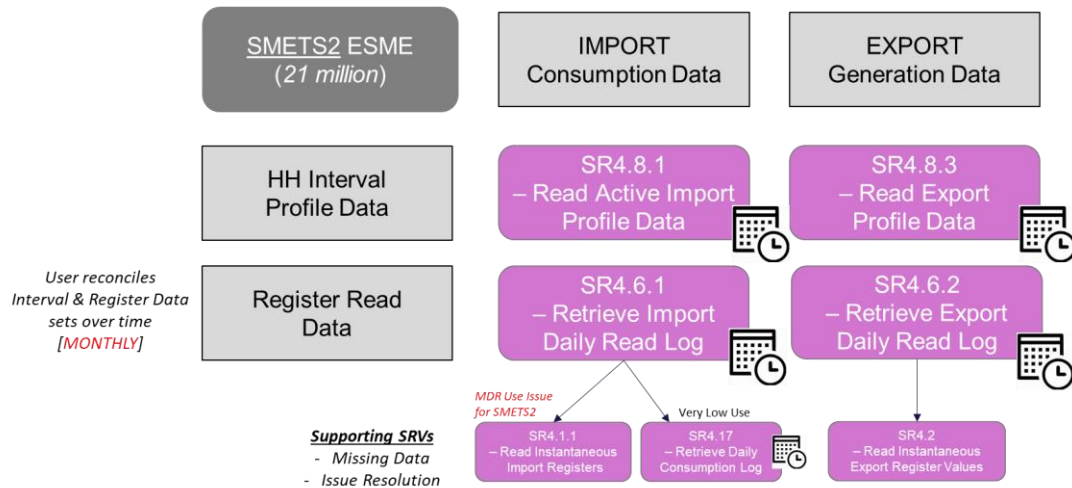 SMETS2 ESME
(21 million)
IMPORT
Consumption Data
EXPORT
Generation Data
HH Interval
Profile Data
SR4.8.1
– Read Active Import
Profile Data
SR4.8.3
– Read Export
Profile Data
User reconciles
Interval & Register Data
sets over time
[MONTHLY]
Register Read
Data
SR4.6.1
– Retrieve Import
Daily Read Log
SR4.6.2
– Retrieve Export
Daily Read Log
MDR Use Issue
for SMETS2
Very Low Use
Supporting SRVs
- Missing Data
- Issue Resolution
SR4.1.1
– Read Instantaneous
Import Registers
SR4.17
– Retrieve Daily
Consumption Log
SR4.2
– Read Instantaneous
Export Register Values